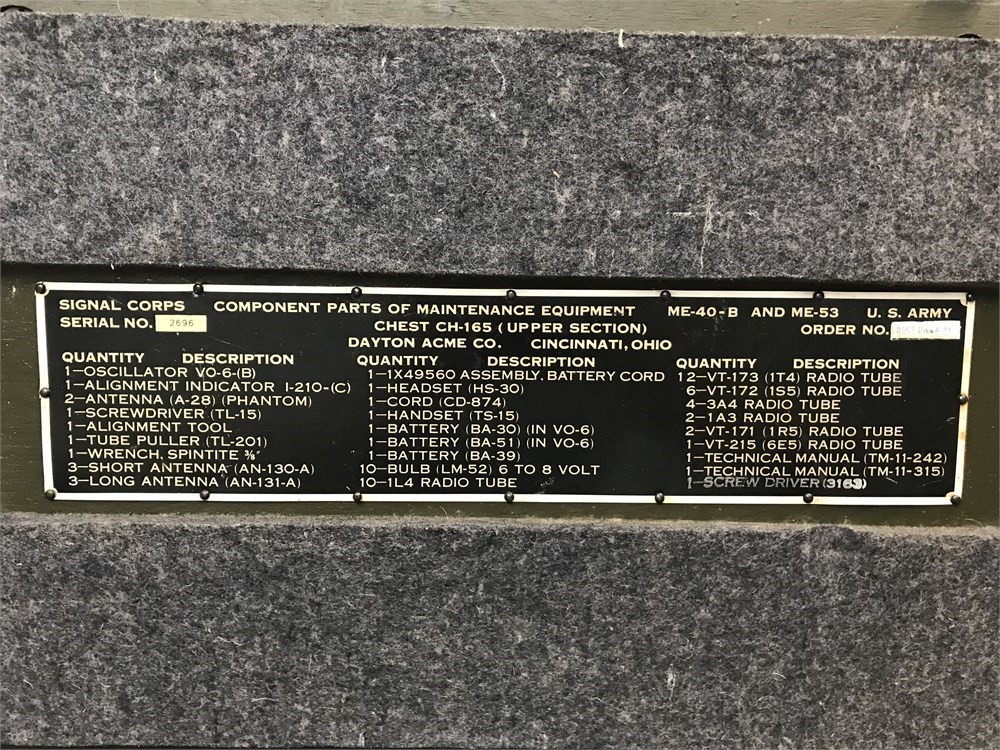 SIGNAL CORPS COMPONENT PARTS OF MAINTENANCE EQUIPMENT ME-40-B AND ME-53 U. S. ARMY
SERIAL NO. 2696 CHEST CH-165 (UPPER SECTION) ORDER NO.
DAYTON ACME CO. CINCINNATI, OHIO
QUANTITY DESCRIPTION
1-OSCILLATOR VO-6-(B)
1-ALIGNMENT INDICATOR I-210-(C)
2-ANTENNA (A-28) (PHANTOM)
1-SCREWDRIVER (TL-15)
1-ALIGNMENT TOOL
1-TUBE PULLER (TL-201)
1-WRENCH, SPINTITE
3-SHORT ANTENNA (AN-130-A)
3-LONG ANTENNA (AN-131-A)
QUANTITY DESCRIPTION
1-1X49560 ASSEMBLY, BATTERY CORD
1-HEADSET (HS-30)
1-CORD (CD-874)
1-HANDSET (TS-15)
1-BATTERY (BA-30) (IN VO-6)
1-BATTERY (BA-51) (IN VO-6)
1-BATTERY (BA-39)
10-BULB (LM-52) 6 TO 8 VOLT
10-1L4 RADIO TUBE
QUANTITY DESCRIPTION
12-VT-173 (1T4) RADIO TUBE
6-VT-172 (1S5) RADIO TUBE
4-3A4 RADIO TUBE
2-1A3 RADIO TUBE
2-VT-171 (1R5) RADIO TUBE
1-VT-215 (6E5) RADIO TUBE
1-TECHNICAL MANUAL (TM-11-242)
1-TECHNICAL MANUAL (TM-11-315)
1-SCREW DRIVER (3163)